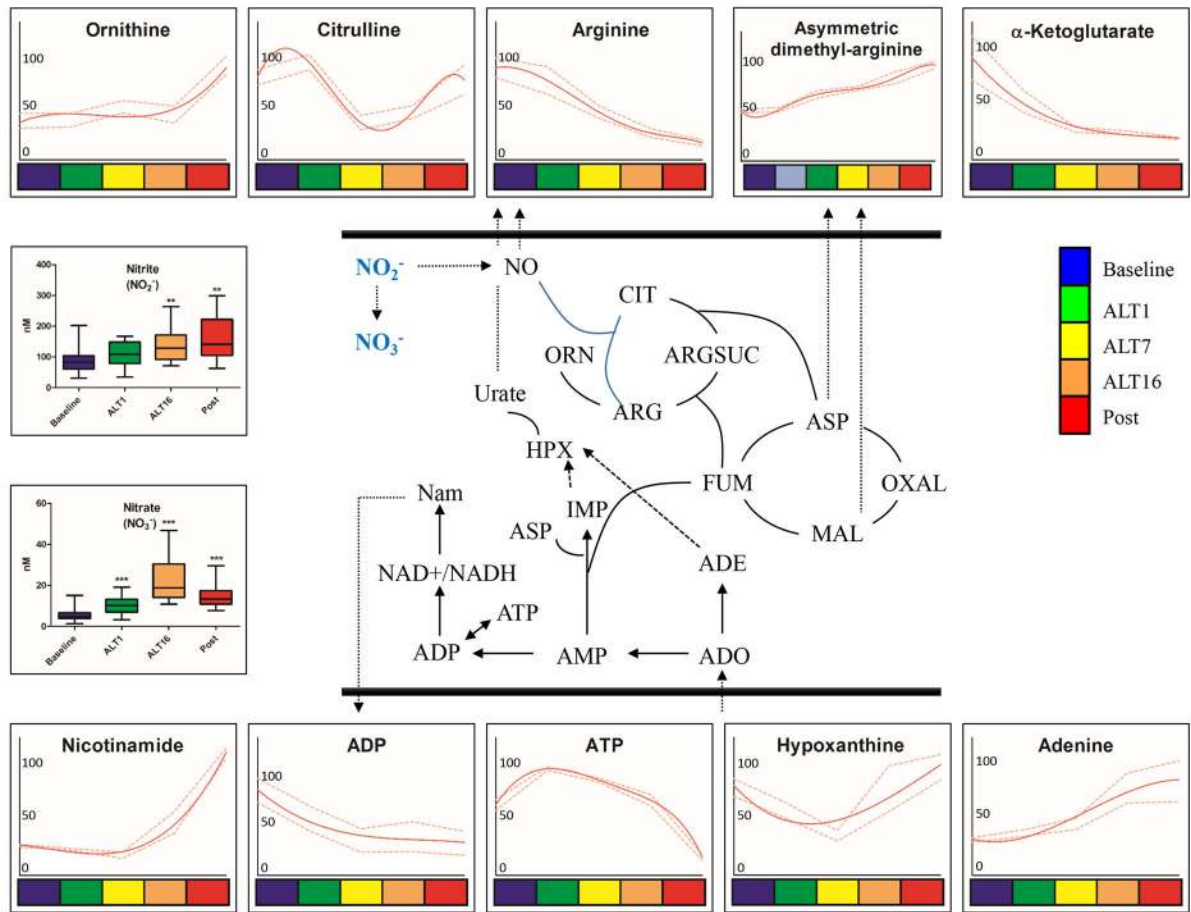 Ornithine
100
50
0
Citrulline
100
50
0
Arginine
100
50
0
Asymmetric
dimethyl-arginine
100
50
0
α-Ketoglutarate
100
50
0
Nitrite
(NO2-)
nM
400
300
200
100
0
**
**
Baseline
ALT1
ALT16
Post
Nitrate
(NO3-)
nM
60
40
20
0
***
***
***
Baseline
ALT1
ALT16
Post
NO2-
NO
NO3-
CIT
ORN
ARGSUC
Urate
ARG
ASP
HPX
FUM
OXAL
Nam
IMP
ASP
MAL
NAD+/NADH
ADE
ATP
ADP
AMP
ADO
Baseline
ALT1
ALT7
ALT16
Post
Nicotinamide
100
50
0
ADP
100
50
0
ATP
100
50
0
Hypoxanthine
100
50
0
Adenine
100
50
0